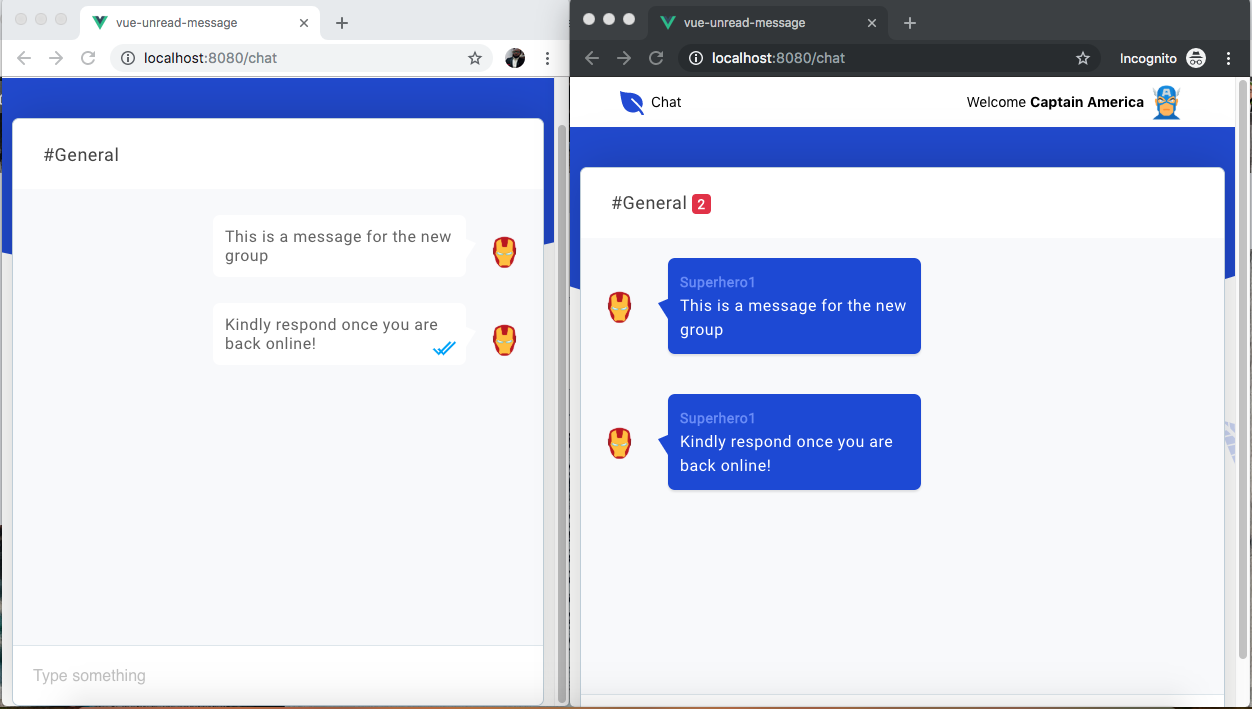 vue-unread-message
localhost:8080/chat
#General
This is a message for the new
group
Kindly respond once you are
back online!
Type something
vue-unread-message
localhost:8080/chat
Incognito
Chat
Welcome Captain America
#General 2
Superhero1
This is a message for the new
group
Superhero1
Kindly respond once you are
back online!